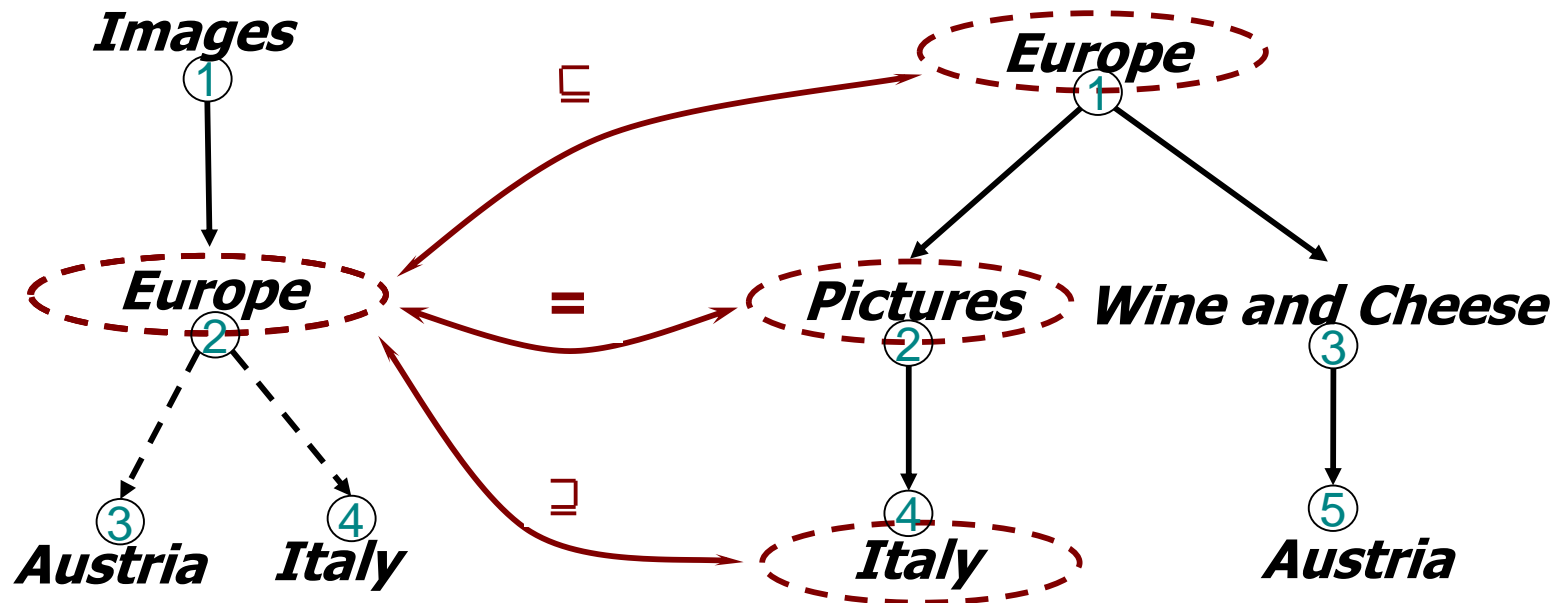 Images
1
⊑
Europe
1
Europe
2
=
Pictures
2
Wine and Cheese
3
⊒
3
Austria
4
Italy
4
Italy
5
Austria